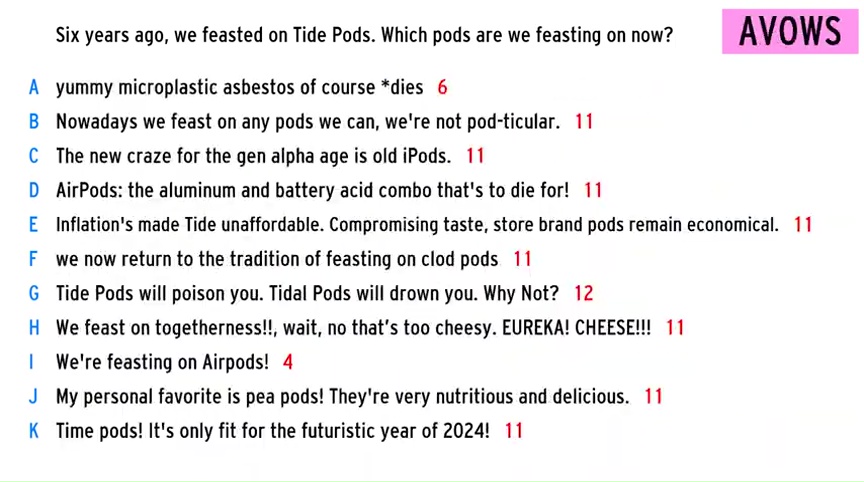 Six years ago, we feasted on Tide Pods. Which pods are we feasting on now?
AVOWS
A yummy microplastic asbestos of course *dies 6
B Nowadays we feast on any pods we can, we're not pod-ticular. 11
C The new craze for the gen alpha age is old iPods. 11
D AirPods: the aluminum and battery acid combo that's to die for! 11
E Inflation's made Tide unaffordable. Compromising taste, store brand pods remain economical. 11
F we now return to the tradition of feasting on clod pods 11
G Tide Pods will poison you. Tidal Pods will drown you. Why Not? 12
H We feast on togetherness!!, wait, no that’s too cheesy. EUREKA! CHEESE!!! 11
I We're feasting on Airpods! 4
J My personal favorite is pea pods! They're very nutritious and delicious. 11
K Time pods! It's only fit for the futuristic year of 2024! 11